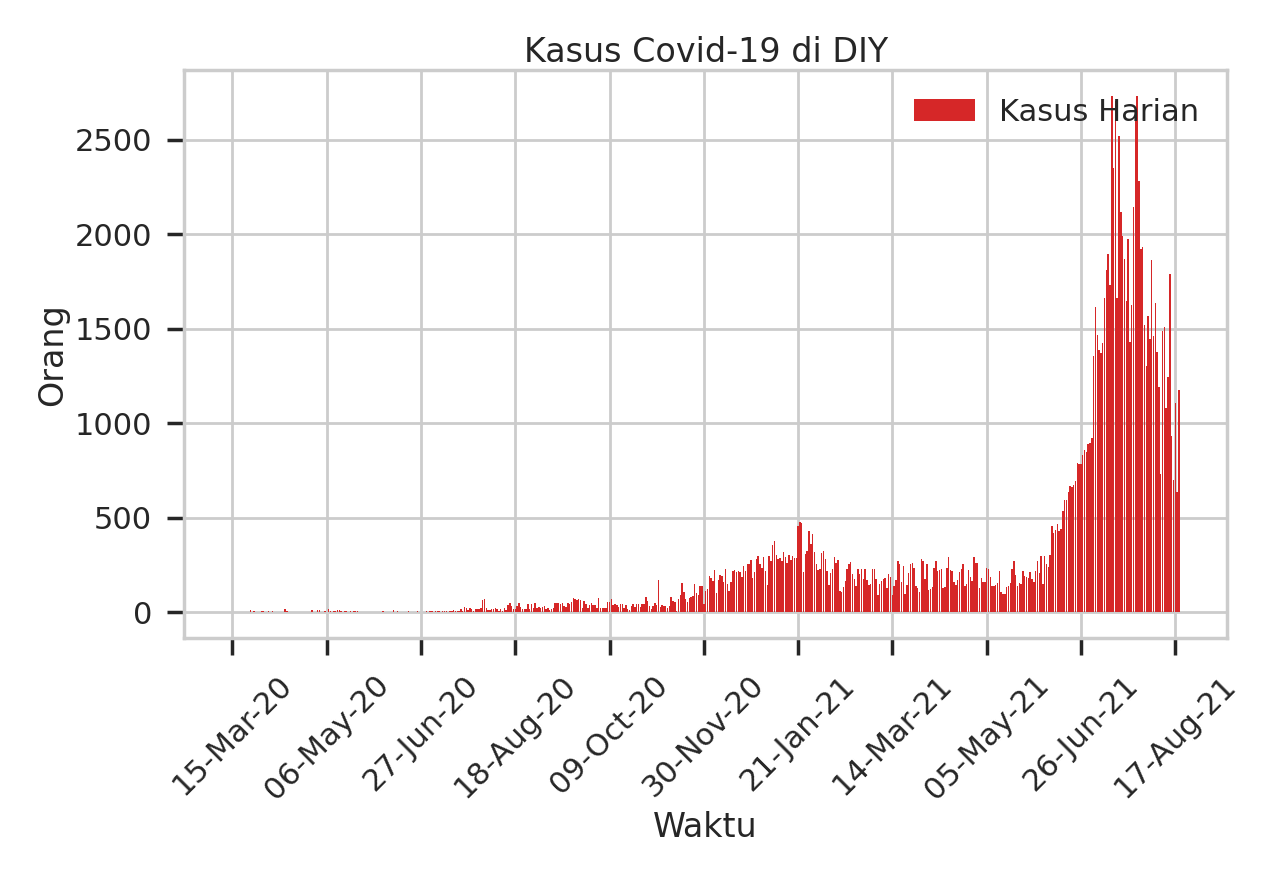 Kasus Covid-19 di DIY
Kasus Harian
Orang
2500
2000
1500
1000
500
0
15-Mar-20
06-May-20
27-Jun-20
18-Aug-20
09-Oct-20
30-Nov-20
21-Jan-21
14-Mar-21
05-May-21
26-Jun-21
17-Aug-21
Waktu